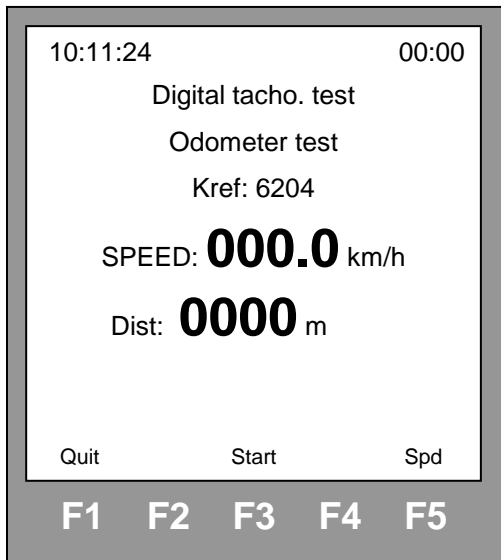 10:11:24 00:00
Digital tacho. test
Odometer test
Kref: 6204
SPEED: 000.0 km/h
Dist: 0000 m
Quit Start Spd
F1 F2 F3 F4 F5